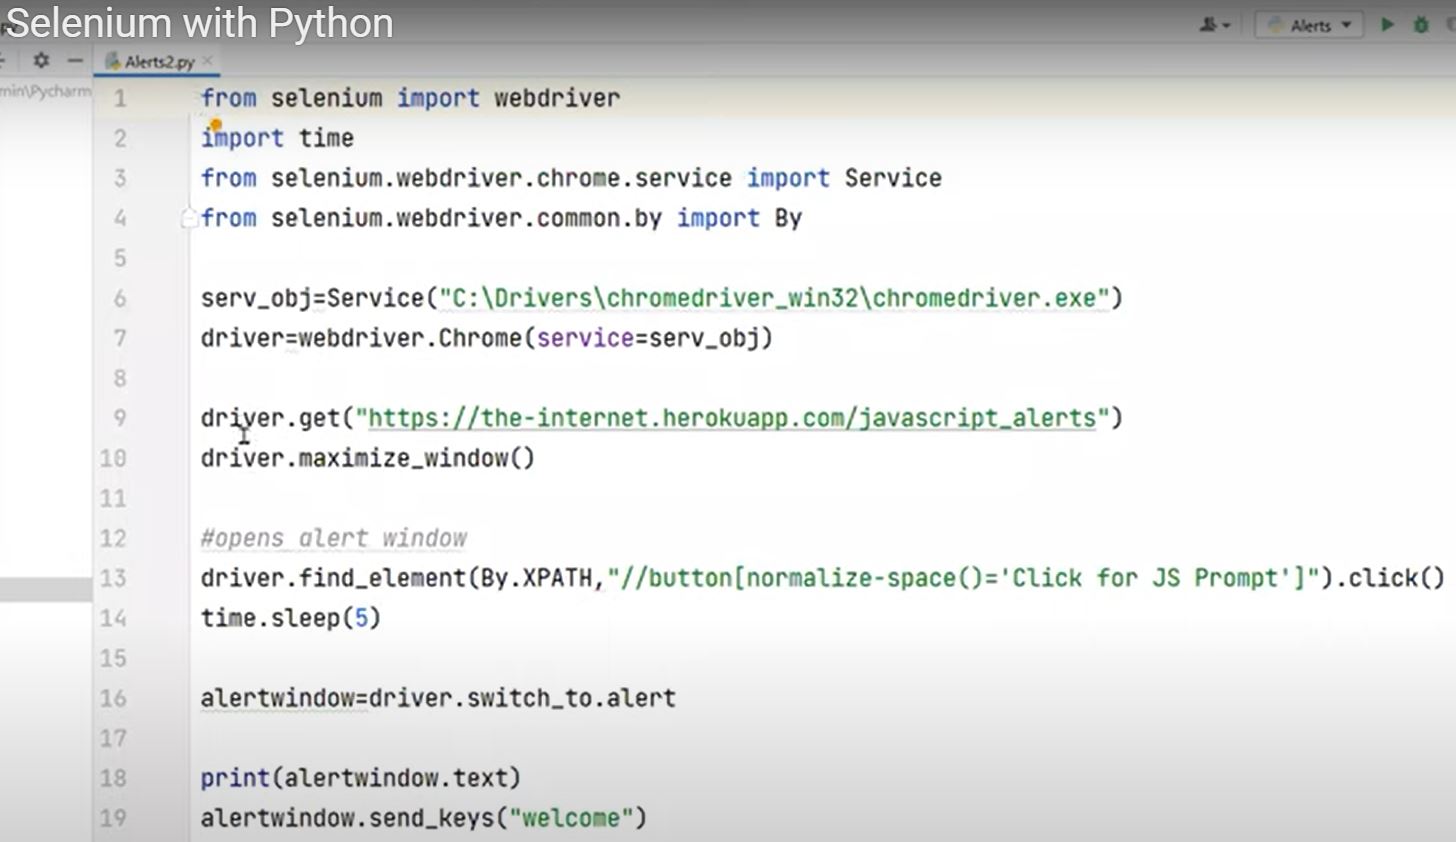 Selenium with Python
Alerts
Alerts2.py
min\Pycharm
1 from selenium import webdriver
2 import time
3 from selenium.webdriver.chrome.service import Service
4 from selenium.webdriver.common.by import By
5
6 serv_obj=Service("C:\Drivers\chromedriver_win32\chromedriver.exe")
7 driver=webdriver.Chrome(service=serv_obj)
8
9 driver.get("https://the-internet.herokuapp.com/javascript_alerts")
10 driver.maximize_window()
11
12 #opens alert window
13 driver.find_element(By.XPATH,"//button[normalize-space()='Click for JS Prompt']").click()
14 time.sleep(5)
15
16 alertwindow=driver.switch_to.alert
17
18 print(alertwindow.text)
19 alertwindow.send_keys("welcome")